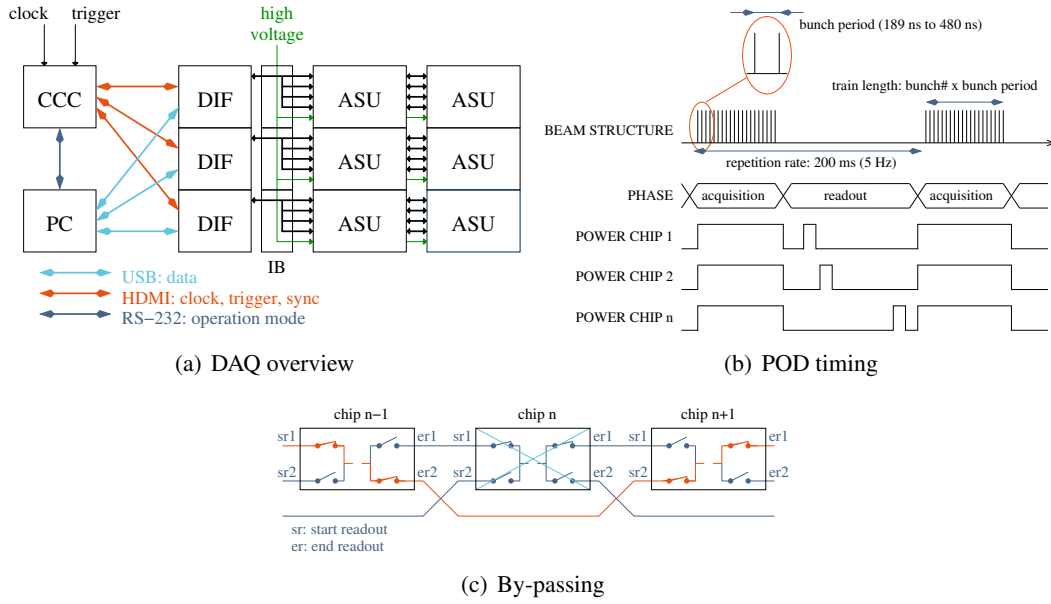 clock trigger
high
voltage
CCC
DIF
ASU
ASU
DIF
ASU
ASU
PC
DIF
ASU
ASU
IB
USB: data
HDMI: clock, trigger, sync
RS−232: operation mode
(a) DAQ overview
bunch period (189 ns to 480 ns)
train length: bunch# x bunch period
BEAM STRUCTURE
repetition rate: 200 ms (5 Hz)
PHASE
acquisition
readout
acquisition
POWER CHIP 1
POWER CHIP 2
POWER CHIP n
(b) POD timing
chip n−1
chip n
chip n+1
sr1
er1
sr1
er1
sr1
er1
sr2
er2
sr2
er2
sr2
er2
sr: start readout
er: end readout
(c) By-passing